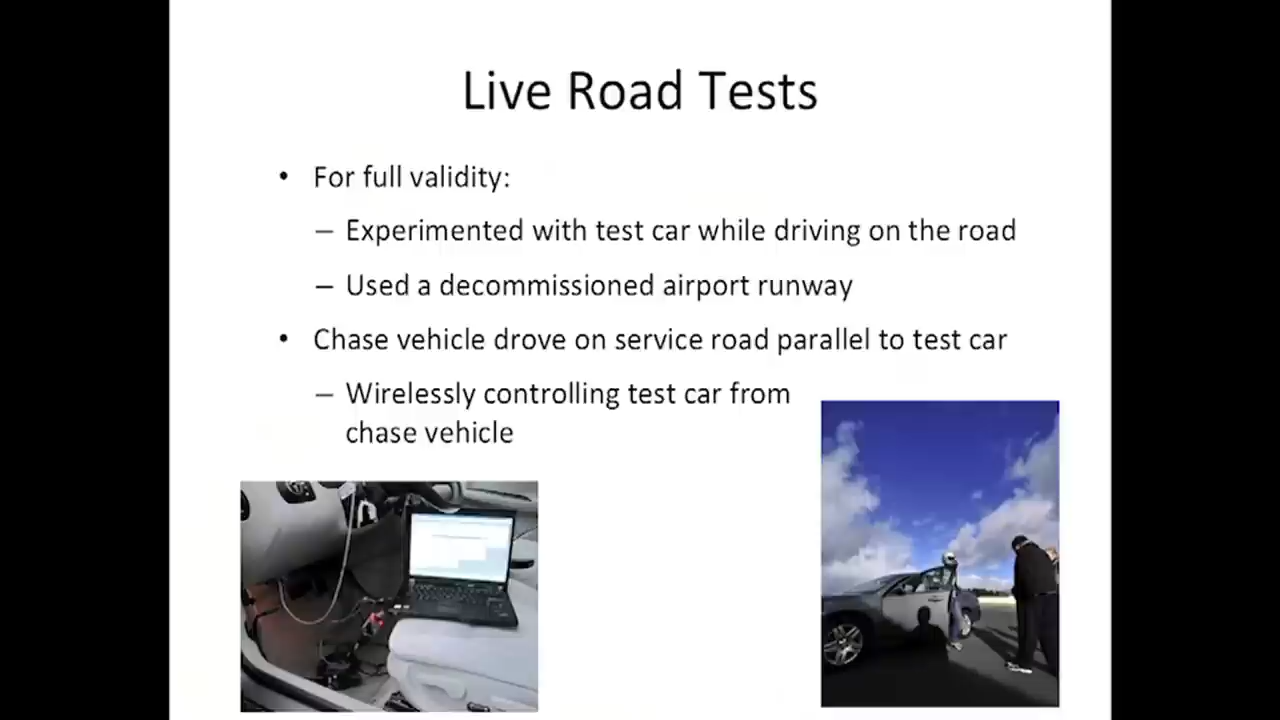 Live Road Tests
• For full validity:
– Experimented with test car while driving on the road
– Used a decommissioned airport runway
• Chase vehicle drove on service road parallel to test car
– Wirelessly controlling test car from
chase vehicle